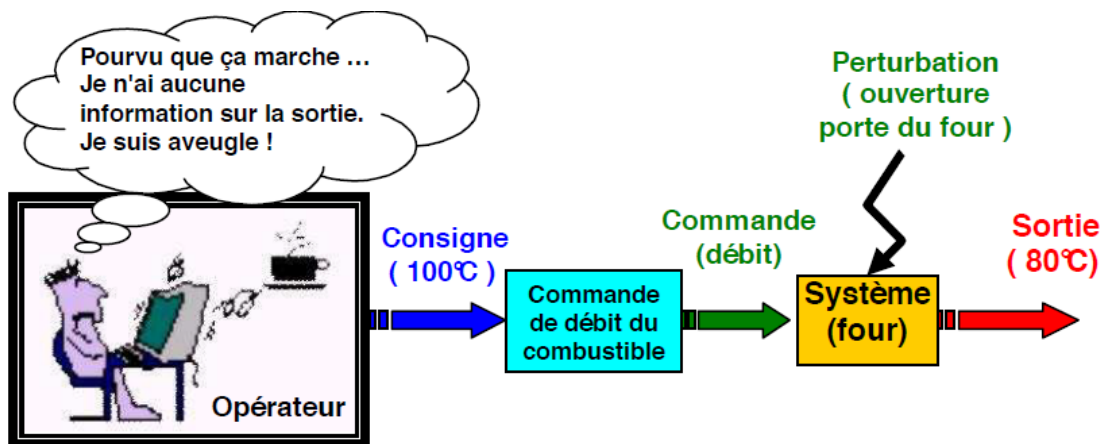 Pourvu que ça marche ...
Je n'ai aucune
information sur la sortie.
Je suis aveugle !
Opérateur
Consigne
( 100°C )
Commande
de débit du
combustible
Commande
(débit)
Perturbation
( ouverture
porte du four )
Système
(four)
Sortie
( 80°C)